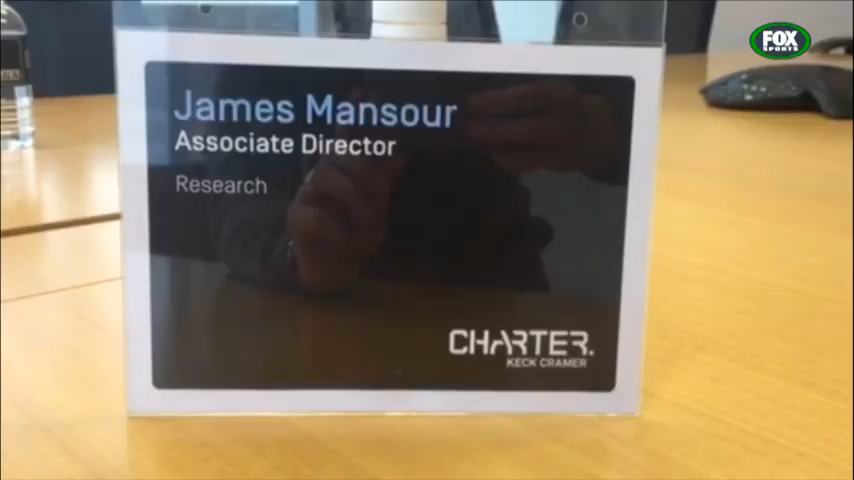 FOX
SPORTS
James Mansour
Associate Director
Research
CHARTER.
KECK CRAMER